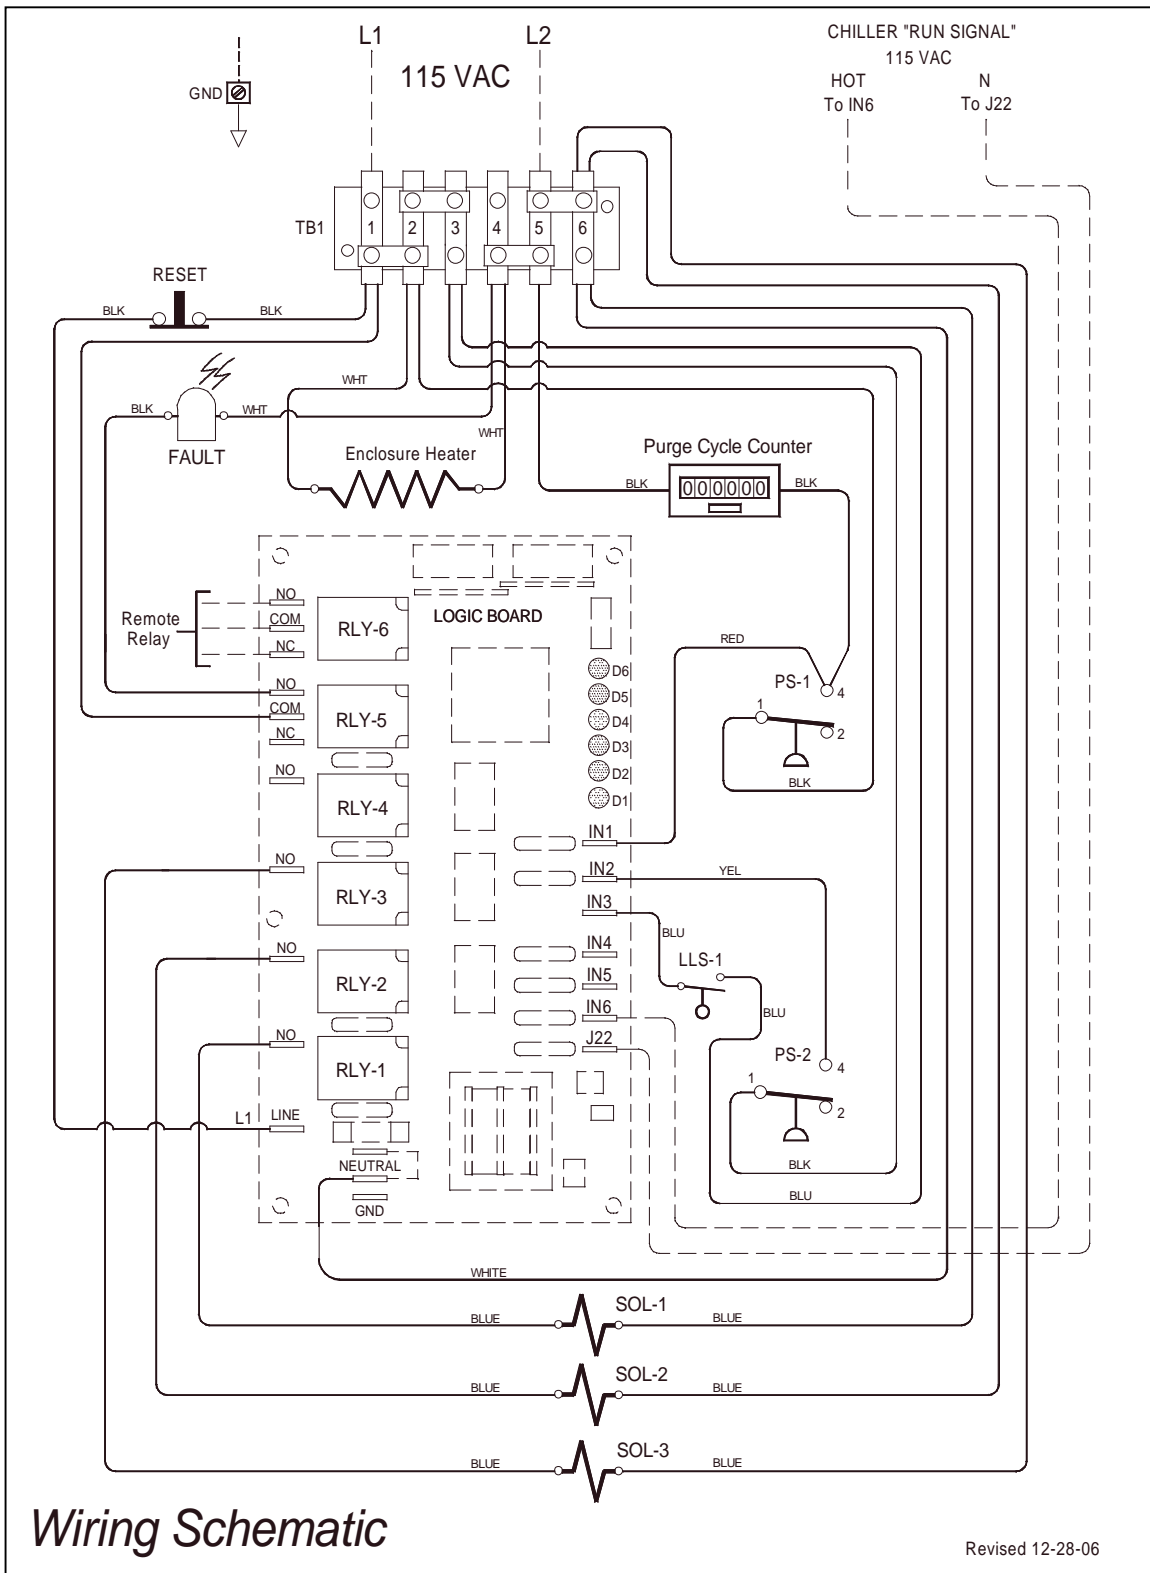 L1
115 VAC
L2
CHILLER "RUN SIGNAL"
115 VAC
HOT
To IN6
N
To J22
GND
TB1
1
2
3
4
5
6
RESET
BLK
BLK
WHT
BLK
WHT
FAULT
WHT
Enclosure Heater
Purge Cycle Counter
BLK
000000
BLK
LOGIC BOARD
Remote
Relay
NO
COM
NC
RLY-6
NO
COM
NC
RLY-5
NO
RLY-4
NO
RLY-3
NO
RLY-2
NO
RLY-1
L1
LINE
NEUTRAL
GND
D6
D5
D4
D3
D2
D1
IN1
IN2
IN3
IN4
IN5
IN6
J22
RED
PS-1
4
1
2
BLK
YEL
BLU
LLS-1
BLU
PS-2
4
1
2
BLK
BLU
WHITE
BLUE
SOL-1
BLUE
BLUE
SOL-2
BLUE
BLUE
SOL-3
BLUE
Wiring Schematic
Revised 12-28-06